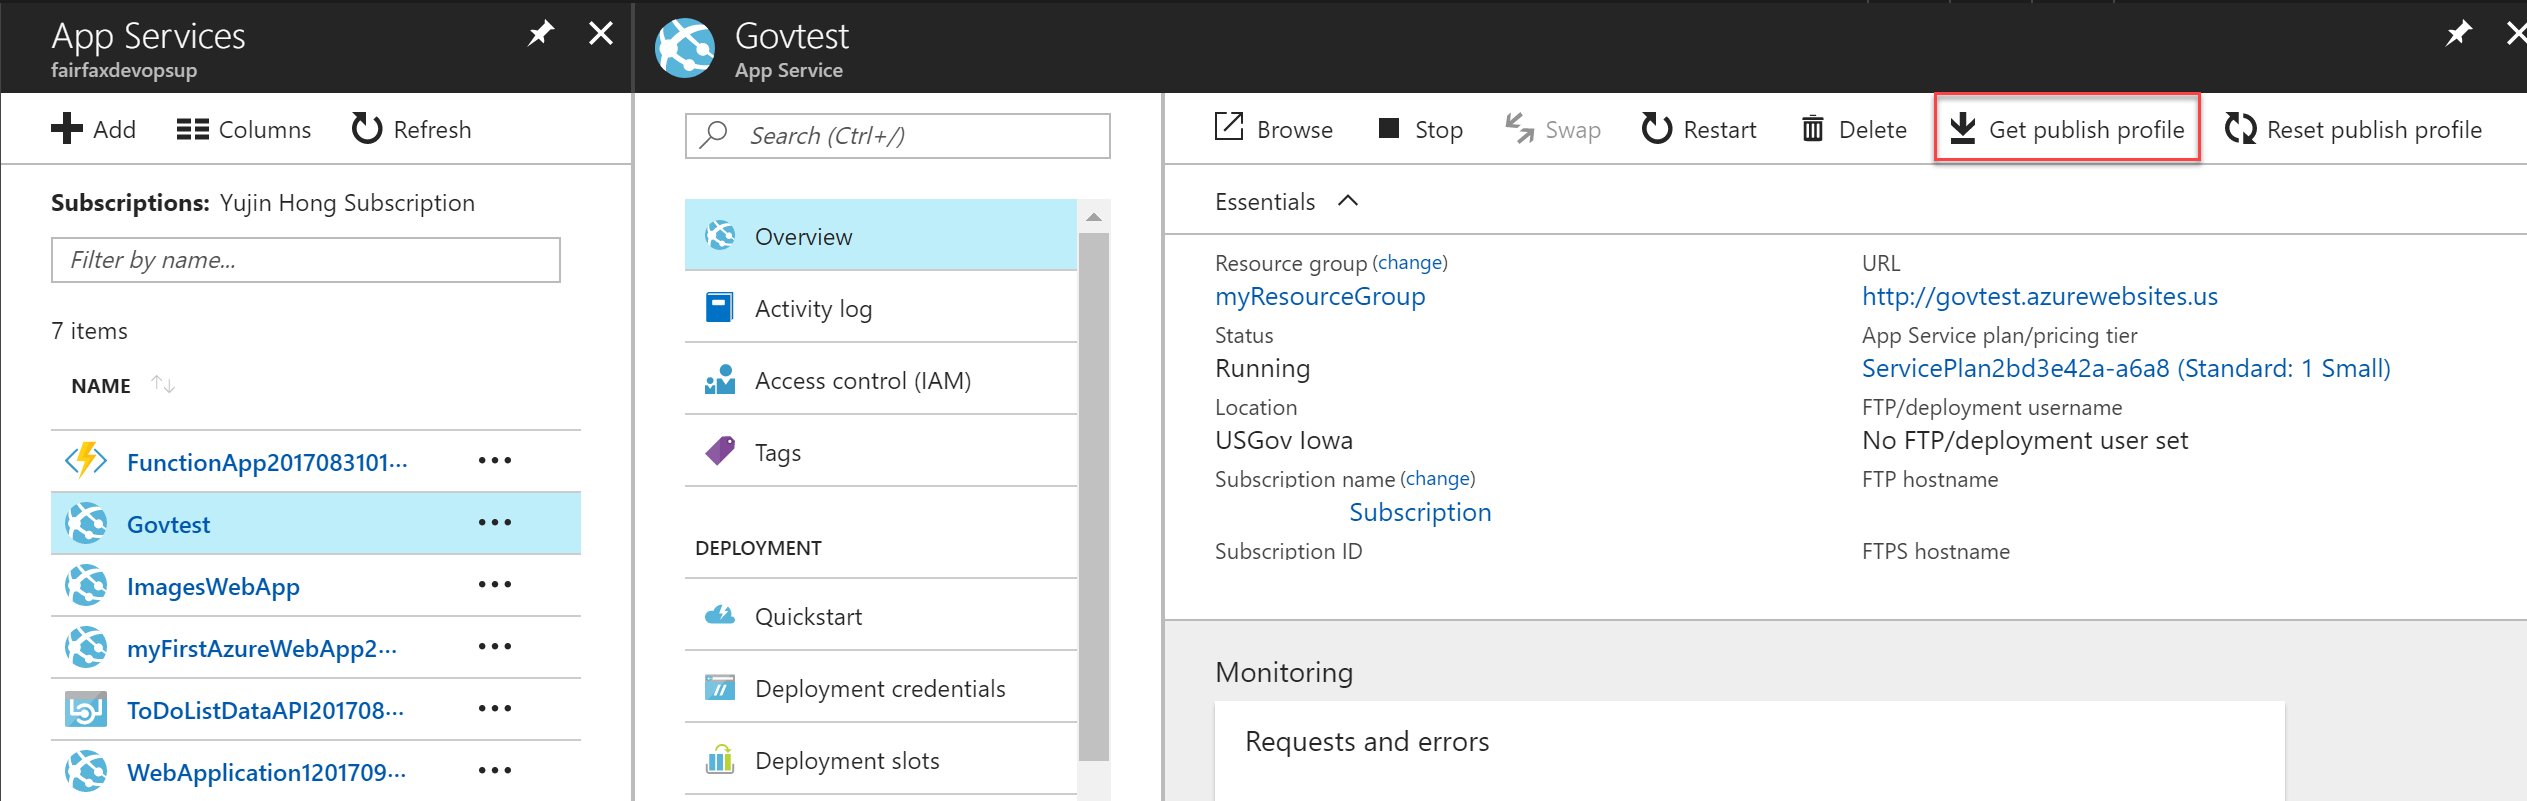 App Services
fairfaxdevopsup
Add
Columns
Refresh
Subscriptions: Yujin Hong Subscription
Filter by name...
7 items
NAME
FunctionApp2017083101···
Govtest
ImagesWebApp
myFirstAzureWebApp2···
ToDoListDataAPI201708···
WebApplication1201709···
Govtest
App Service
Search (Ctrl+/)
Overview
Activity log
Access control (IAM)
Tags
DEPLOYMENT
Quickstart
Deployment credentials
Deployment slots
Browse
Stop
Swap
Restart
Delete
Get publish profile
Reset publish profile
Essentials
Resource group (change)
myResourceGroup
Status
Running
Location
USGov Iowa
Subscription name (change)
Subscription
Subscription ID
URL
http://govtest.azurewebsites.us
App Service plan/pricing tier
ServicePlan2bd3e42a-a6a8 (Standard: 1 Small)
FTP/deployment username
No FTP/deployment user set
FTP hostname
FTPS hostname
Monitoring
Requests and errors